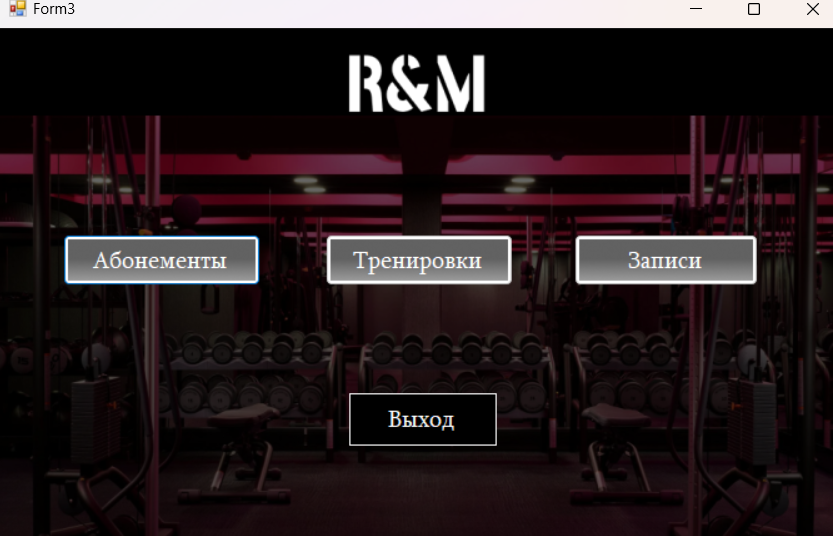 Form3
R&M
Абонементы
Тренировки
Записи
Выход